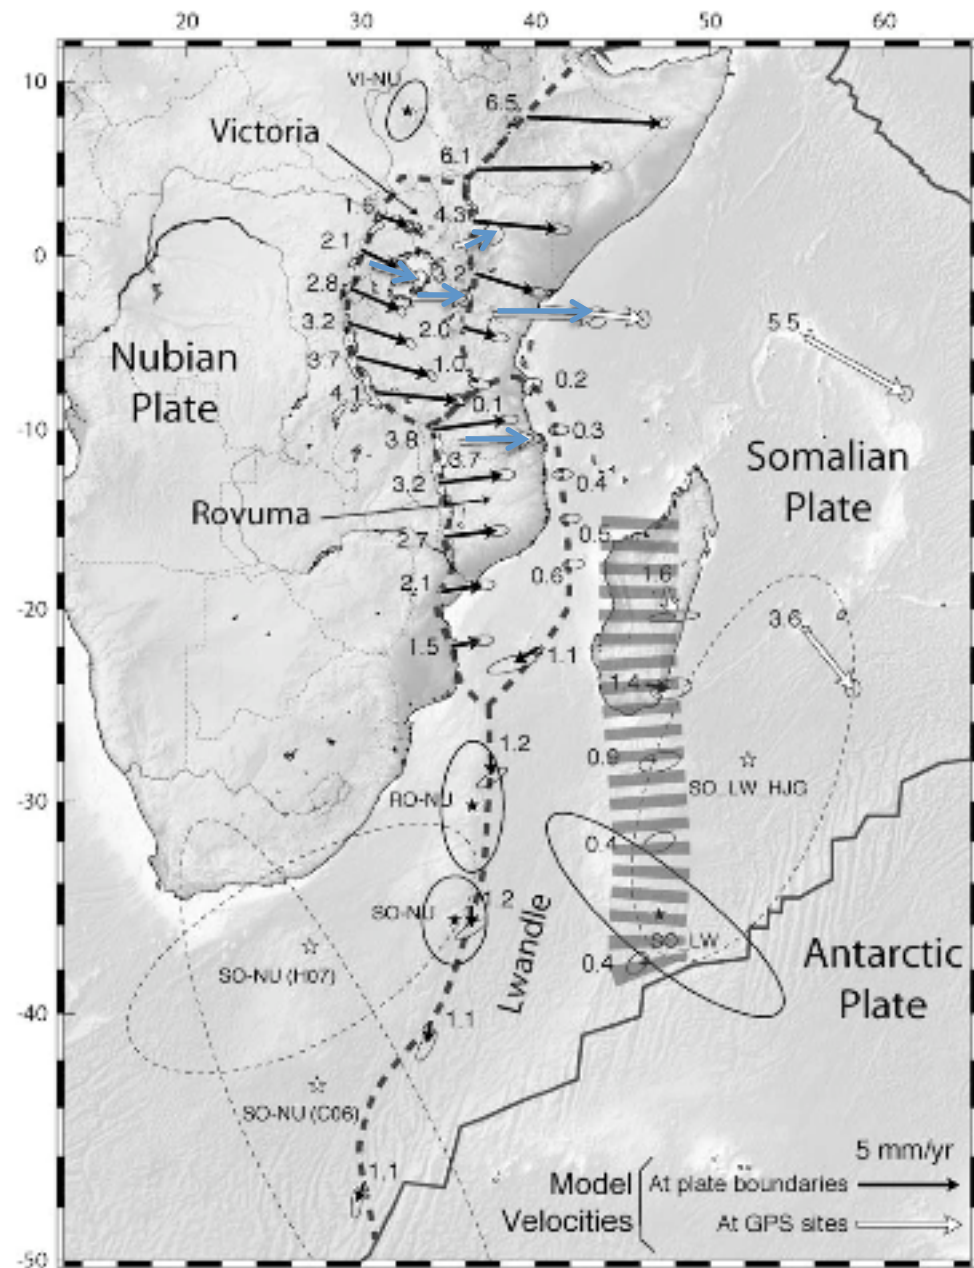 20 30 40 50 60
10
VI-NU
6.5
Victoria
6.1
1.6
4.3
2.1
0
2
2.8
3.2
2.0
5.5
Nubian
Plate
3.7
1.0
0.2
4.1
0.1
-10
3.8
0.3
3.7
Somalian
Plate
3.2
0.4
Rovuma
0.5
2.7
0.6
1.6
2.1
-20
3.6
1.5
1.1
1.4
1.2
0.9
SO LW HJG
RO-NU
-30
0.4
1.2
SO-NU
Lwandle
SO LW
SO-NU (H07)
0.4
Antarctic
Plate
-40
1.1
SO-NU (C06)
1.1
5 mm/yr
Model
Velocities
At plate boundaries
At GPS sites
-50